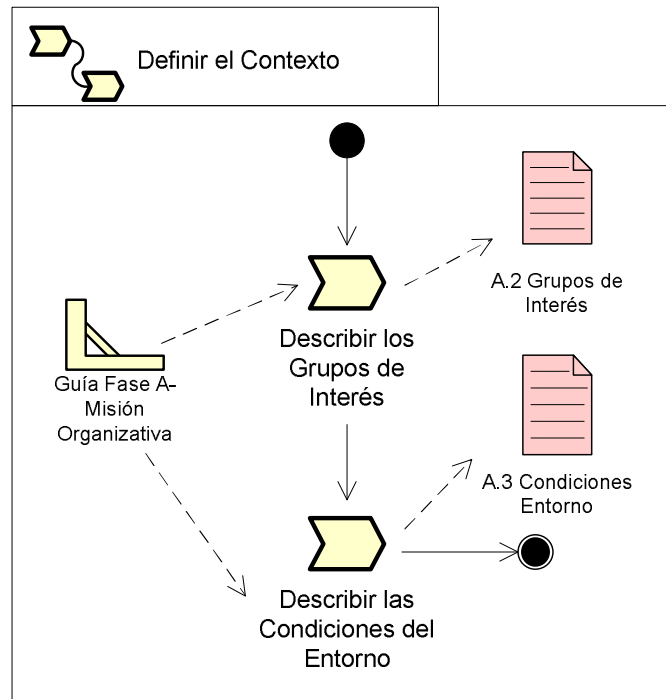 Definir el Contexto
A.2 Grupos de
Interés
Describir los
Grupos de
Interés
Guía Fase A-
Misión
Organizativa
A.3 Condiciones
Entorno
Describir las
Condiciones del
Entorno